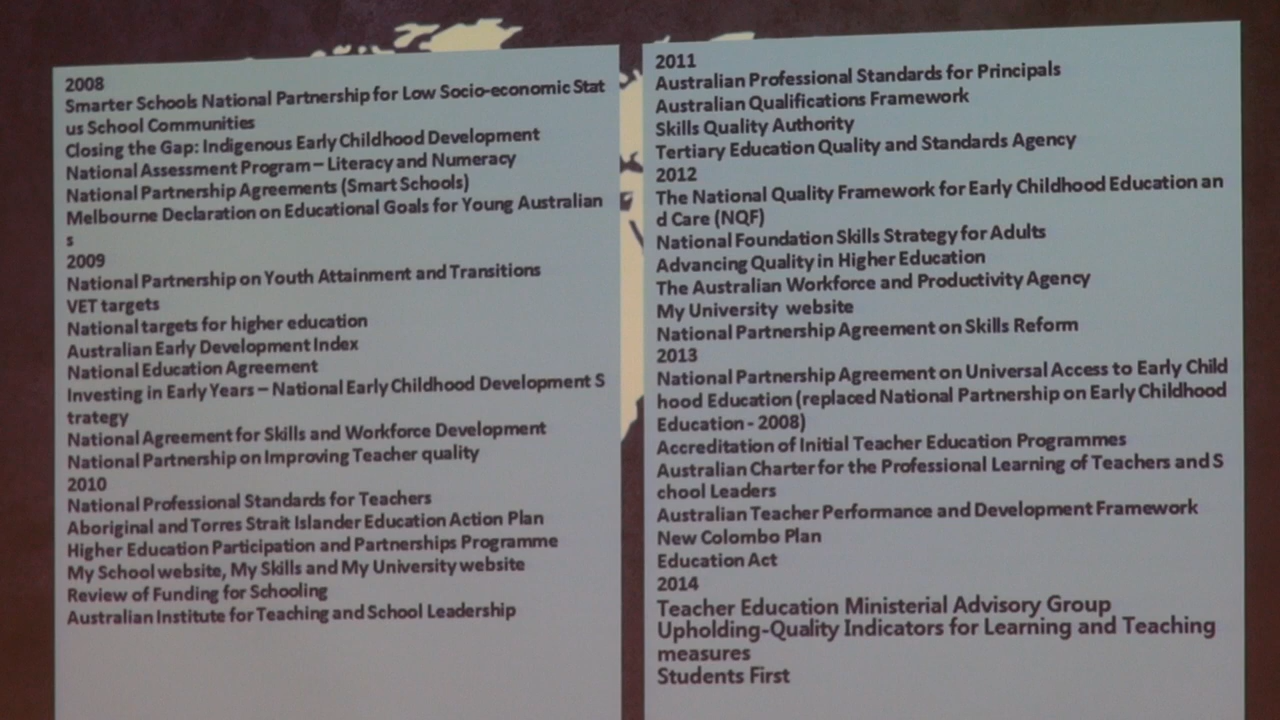 2008
Smarter Schools National Partnership for Low Socio-economic Stat
us School Communities
Closing the Gap: Indigenous Early Childhood Development
National Assessment Program – Literacy and Numeracy
National Partnership Agreements (Smart Schools)
Melbourne Declaration on Educational Goals for Young Australian
s
2009
National Partnership on Youth Attainment and Transitions
VET targets
National targets for higher education
Australian Early Development Index
National Education Agreement
Investing in Early Years – National Early Childhood Development S
trategy
National Agreement for Skills and Workforce Development
National Partnership on Improving Teacher quality
2010
National Professional Standards for Teachers
Aboriginal and Torres Strait Islander Education Action Plan
Higher Education Participation and Partnerships Programme
My School website, My Skills and My University website
Review of Funding for Schooling
Australian Institute for Teaching and School Leadership
2011
Australian Professional Standards for Principals
Australian Qualifications Framework
Skills Quality Authority
Tertiary Education Quality and Standards Agency
2012
The National Quality Framework for Early Childhood Education an
d Care (NQF)
National Foundation Skills Strategy for Adults
Advancing Quality in Higher Education
The Australian Workforce and Productivity Agency
My University website
National Partnership Agreement on Skills Reform
2013
National Partnership Agreement on Universal Access to Early Child
hood Education (replaced National Partnership on Early Childhood
Education - 2008)
Accreditation of Initial Teacher Education Programmes
Australian Charter for the Professional Learning of Teachers and S
chool Leaders
Australian Teacher Performance and Development Framework
New Colombo Plan
Education Act
2014
Teacher Education Ministerial Advisory Group
Upholding-Quality Indicators for Learning and Teaching
measures
Students First